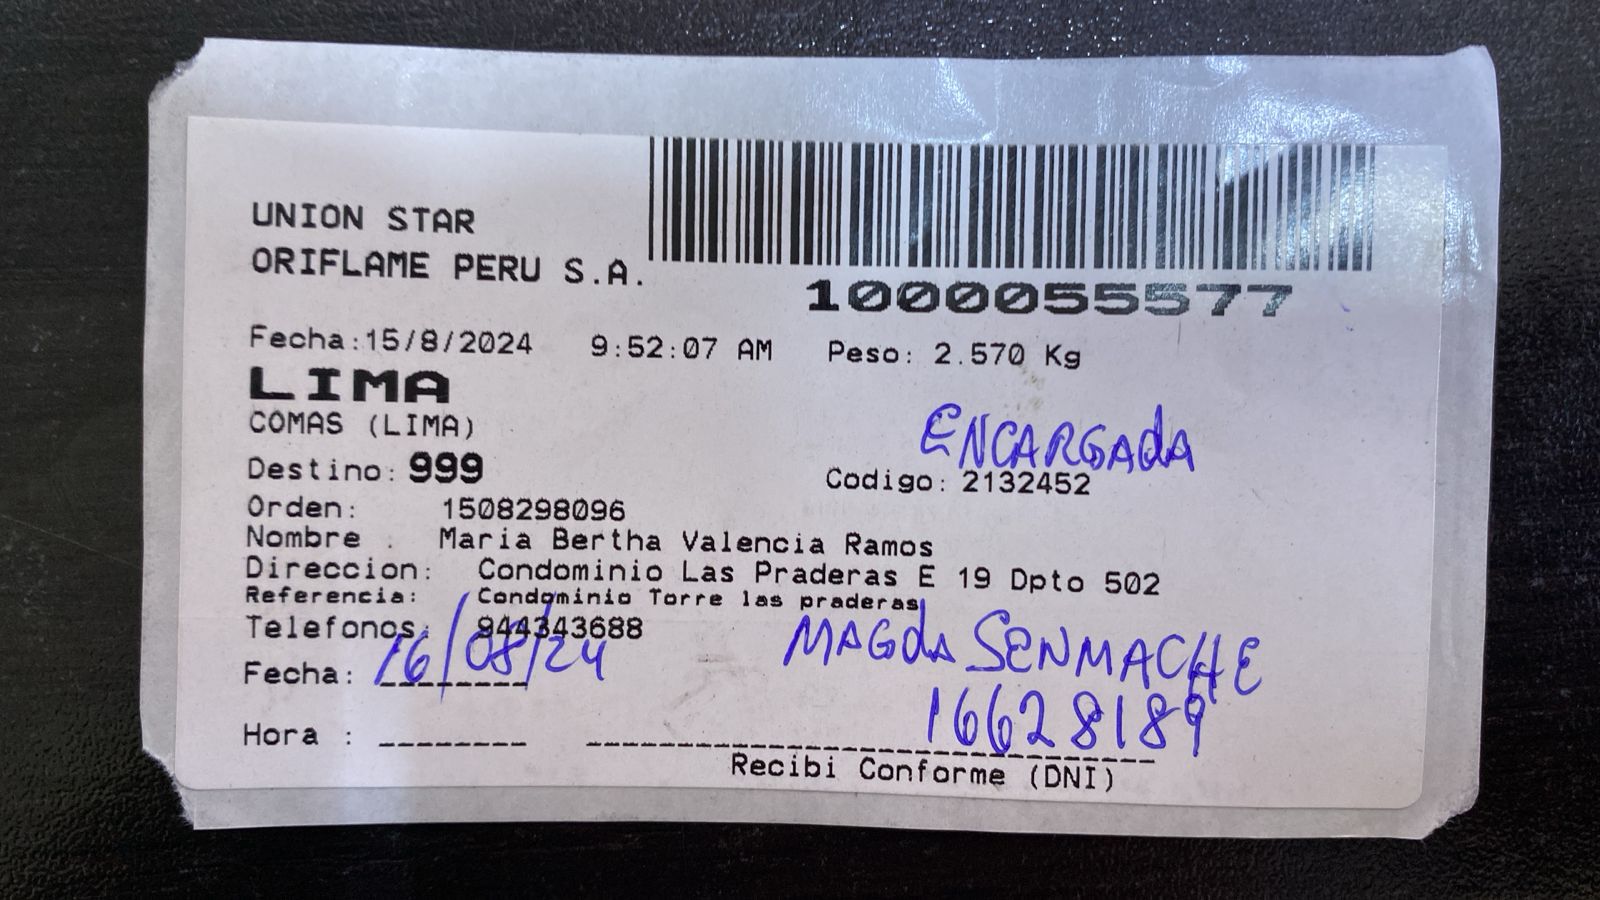 UNION STAR
ORIFLAME PERU S.A.
1000055577
Fecha:15/8/2024 9:52:07 AM Peso: 2.570 Kg
LIMA
COMAS (LIMA)
ENCARGADA
Destino: 999 Codigo: 2132452
Orden: 1508298096
Nombre : Maria Bertha Valencia Ramos
Direccion: Condominio Las Praderas E 19 Dpto 502
Referencia: Condominio Torre las praderas
Telefonos: 944343688
MAGda SENMACHE
Fecha: 16/08/24
16628189
Hora :
Recibi Conforme (DNI)